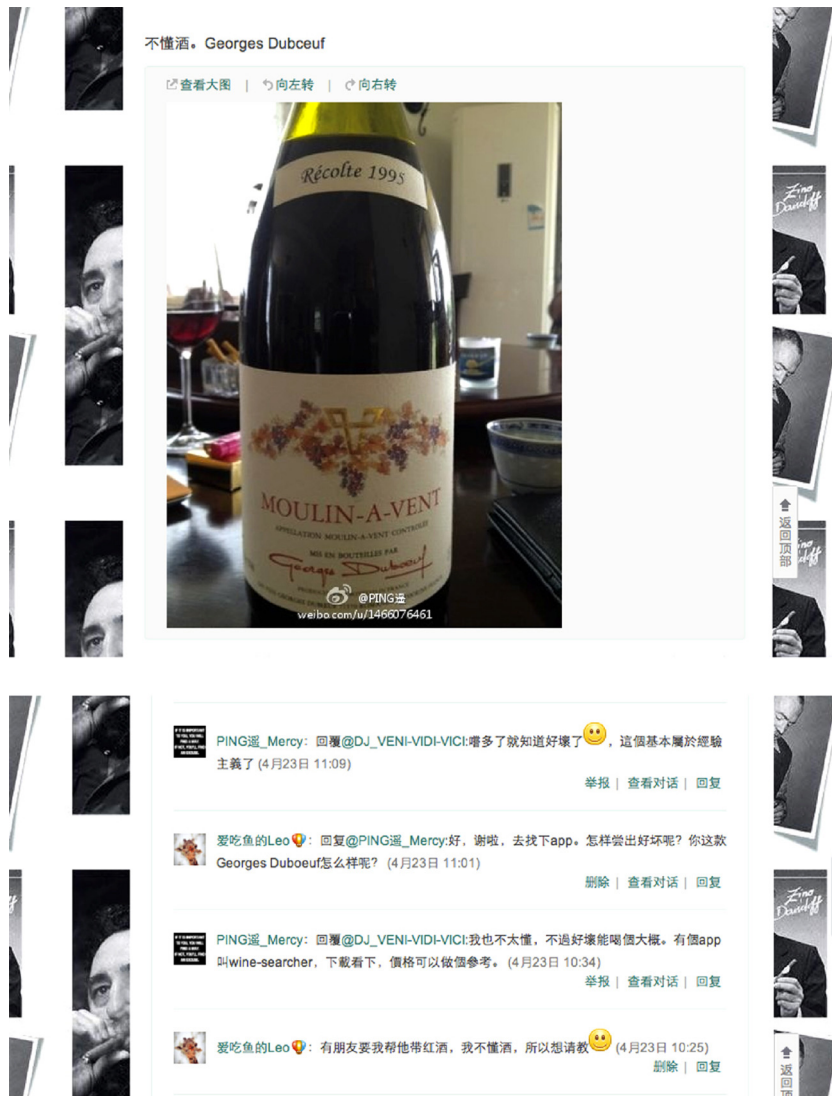 不懂酒。Georges Dubœuf
查看大图 | 向左转 | 向右转
Récolte 1995
Zino
Davidoff
MOULIN-A-VENT
APPELLATION MOULIN-A-VENT CONTROLÉE
MIS EN BOUTEILLES PAR
Georges Dubœuf
@PING遥
weibo.com/u/1466076461
返回顶部
PING遥_Mercy：回覆@DJ_VENI-VIDI-VICI:嚐多了就知道好壞了，這個基本屬於經驗
主義了 (4月23日 11:09)
举报 | 查看对话 | 回复
爱吃鱼的Leo：回复@PING遥_Mercy:好，谢啦，去找下app。怎样尝出好坏呢？你这款
Georges Duboeuf怎么样呢？ (4月23日 11:01)
删除 | 查看对话 | 回复
PING遥_Mercy：回覆@DJ_VENI-VIDI-VICI:我也不太懂，不過好壞能喝個大概。有個app
叫wine-searcher，下載看下，價格可以做個參考。 (4月23日 10:34)
举报 | 查看对话 | 回复
Zino
Davidoff
爱吃鱼的Leo：有朋友要我帮他带红酒，我不懂酒，所以想请教 (4月23日 10:25)
删除 | 回复
返回